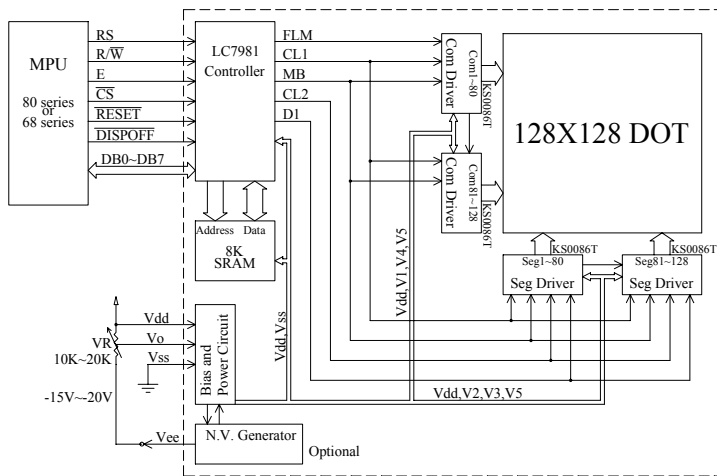 MPU
80 series
or
68 series
RS
R/W̅
E
C̅S̅
R̅E̅S̅E̅T̅
D̅I̅S̅P̅O̅F̅F̅
DB0~DB7
LC7981
Controller
FLM
CL1
MB
CL2
D1
Com Driver
Com1~80
KS0086T
Com Driver
Com81~128
KS0086T
128X128 DOT
Address
Data
8K
SRAM
KS0086T
Seg1~80
Seg Driver
KS0086T
Seg81~128
Seg Driver
Vdd,V1,V4,V5
Vdd,Vss
Vdd,V2,V3,V5
Vdd
VR
Vo
10K~20K
Vss
-15V~-20V
Vee
Bias and
Power Circuit
N.V. Generator
Optional